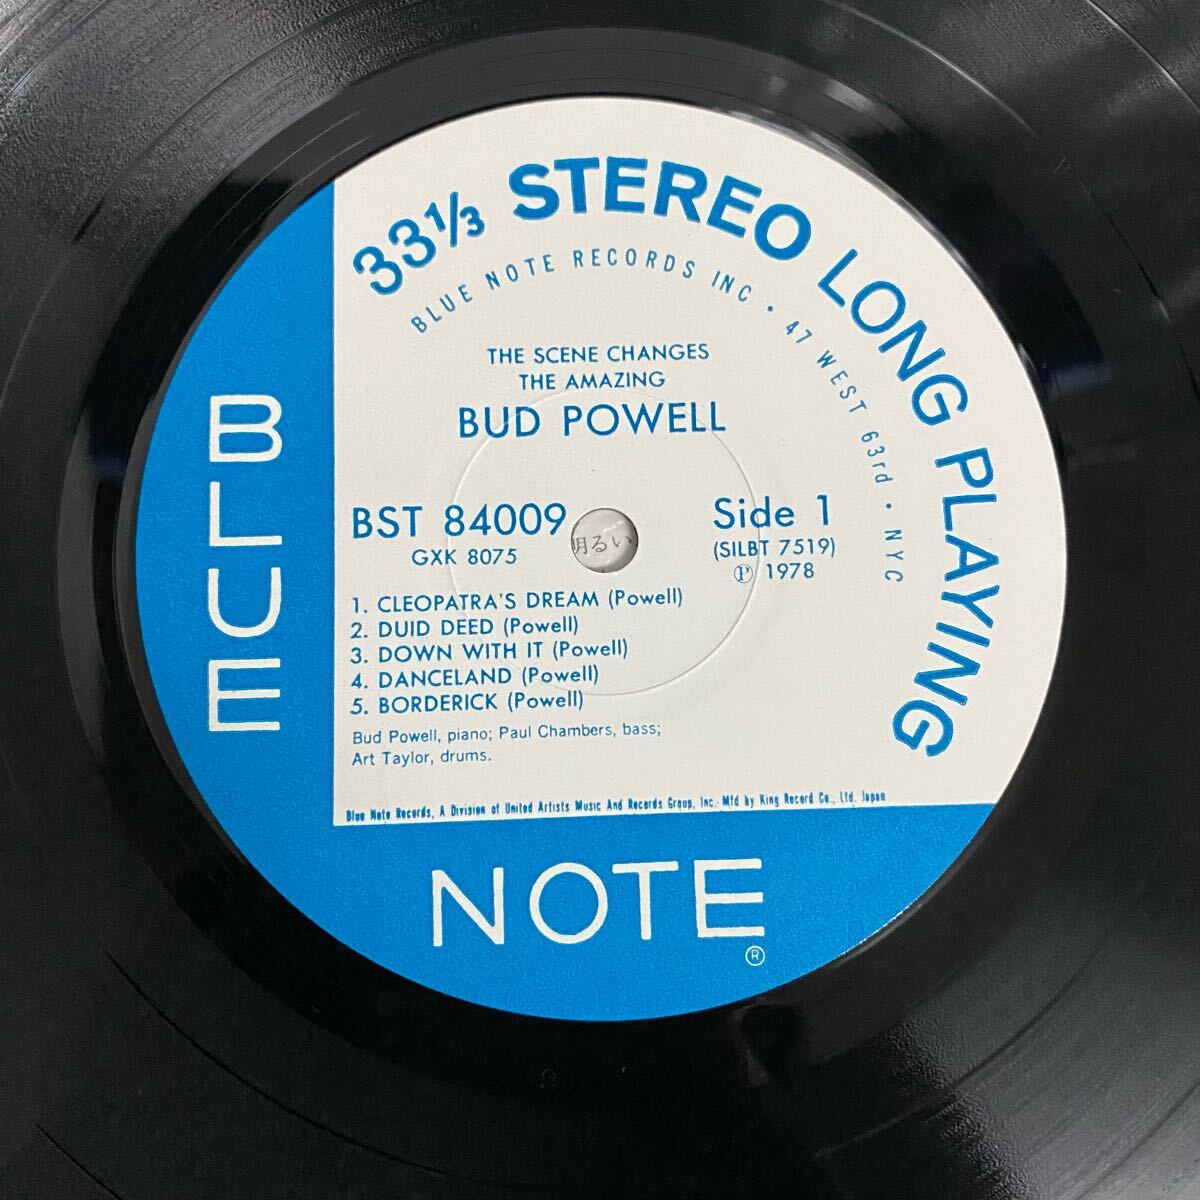 33⅓ STEREO LONG PLAYING
BLUE NOTE RECORDS INC • 47 WEST 63rd • NYC
THE SCENE CHANGES
THE AMAZING
BUD POWELL
BST 84009
GXK 8075
明るい
Side 1
(SILBT 7519)
Ⓟ 1978
1. CLEOPATRA'S DREAM (Powell)
2. DUID DEED (Powell)
3. DOWN WITH IT (Powell)
4. DANCELAND (Powell)
5. BORDERICK (Powell)
Bud Powell, piano; Paul Chambers, bass;
Art Taylor, drums.
Blue Note Records, A Division of United Artists Music And Records Group, Inc. Mfd by King Record Co., Ltd. Japan
BLUE
NOTE
®